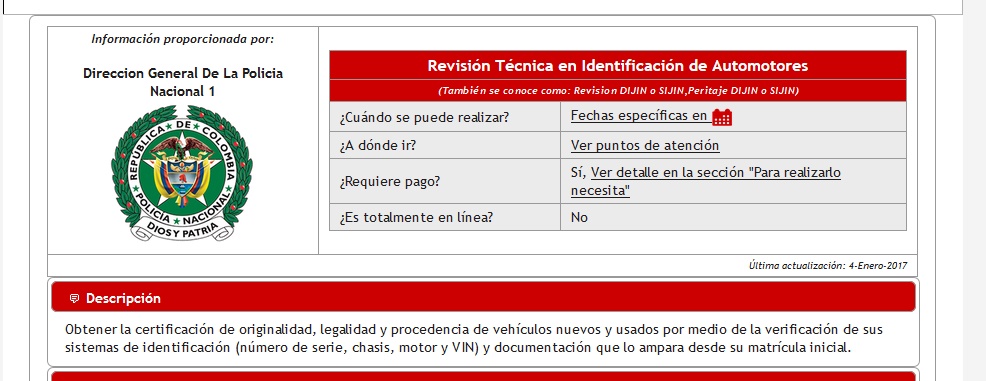 Información proporcionada por:
Direccion General De La Policia
Nacional 1
REPÚBLICA DE COLOMBIA
POLICIA NACIONAL
DIOS Y PATRIA
Revisión Técnica en Identificación de Automotores
(También se conoce como: Revision DIJIN o SIJIN,Peritaje DIJIN o SIJIN)
¿Cuándo se puede realizar? Fechas específicas en
¿A dónde ir? Ver puntos de atención
¿Requiere pago? Sí, Ver detalle en la sección "Para realizarlo
necesita"
¿Es totalmente en línea? No
Última actualización: 4-Enero-2017
Descripción
Obtener la certificación de originalidad, legalidad y procedencia de vehículos nuevos y usados por medio de la verificación de sus
sistemas de identificación (número de serie, chasis, motor y VIN) y documentación que lo ampara desde su matrícula inicial.